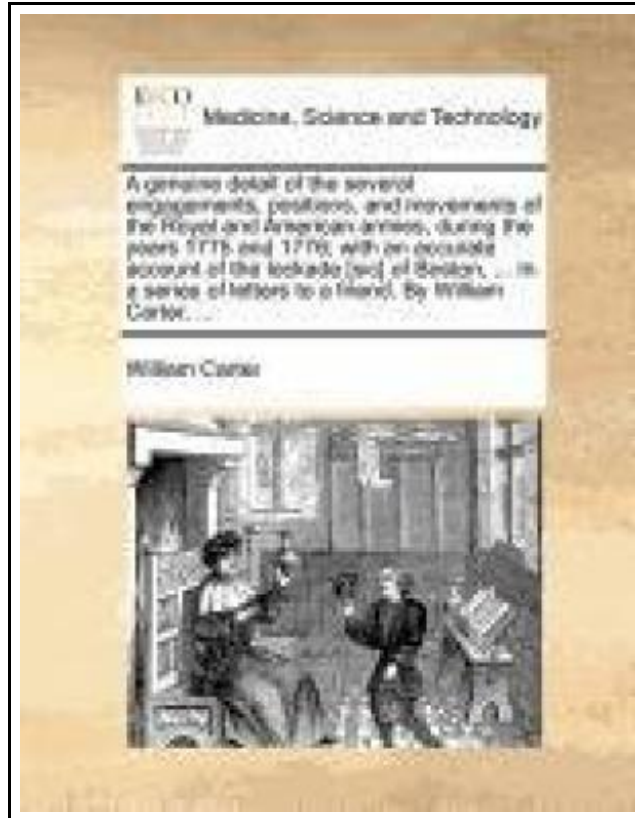 ECCO
Medicine, Science and Technology
A genuine detail of the several
engagements, positions, and movements of
the Royal and American armies, during the
years 1775 and 1776; with an accurate
account of the lockade [sic] of Boston, ... In
a series of letters to a friend. By William
Carter, ...
William Carter